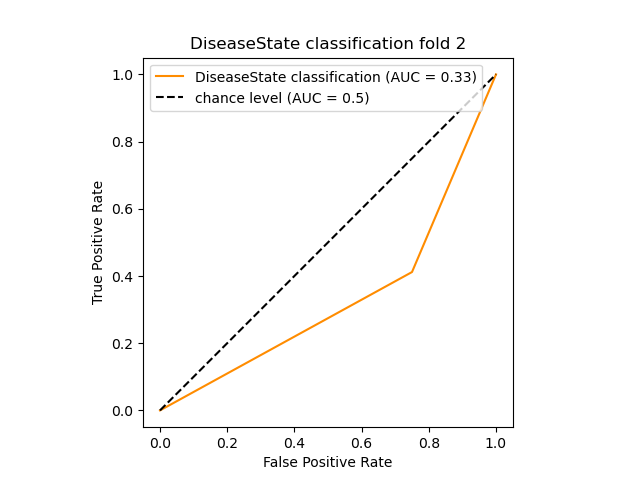 DiseaseState classification fold 2
DiseaseState classification (AUC = 0.33)
chance level (AUC = 0.5)
1.0
0.8
0.6
0.4
0.2
0.0
True Positive Rate
0.0 0.2 0.4 0.6 0.8 1.0
False Positive Rate